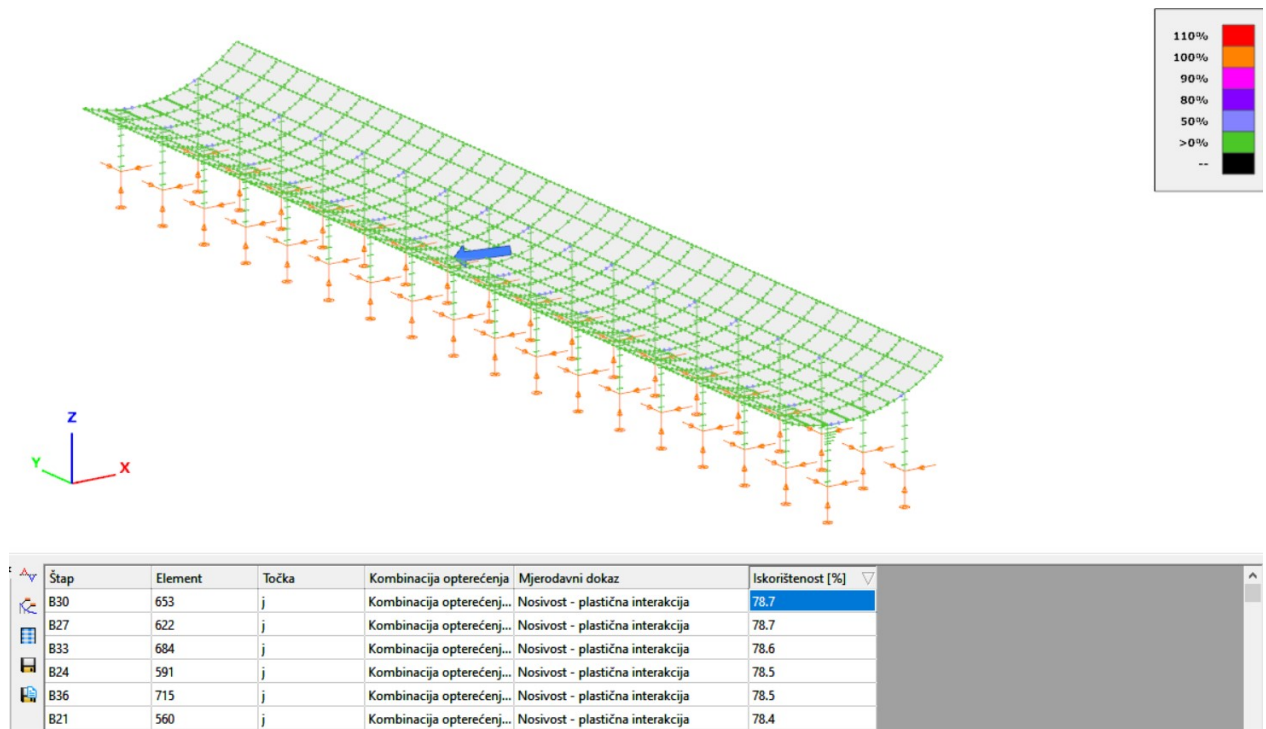 110%
100%
90%
80%
50%
>0%
--
Z
Y
X
Štap Element Točka Kombinacija opterećenja Mjerodavni dokaz Iskorištenost [%]
B30 653 j Kombinacija opterećenj... Nosivost - plastična interakcija 78.7
B27 622 j Kombinacija opterećenj... Nosivost - plastična interakcija 78.7
B33 684 j Kombinacija opterećenj... Nosivost - plastična interakcija 78.6
B24 591 j Kombinacija opterećenj... Nosivost - plastična interakcija 78.5
B36 715 j Kombinacija opterećenj... Nosivost - plastična interakcija 78.5
B21 560 j Kombinacija opterećenj... Nosivost - plastična interakcija 78.4